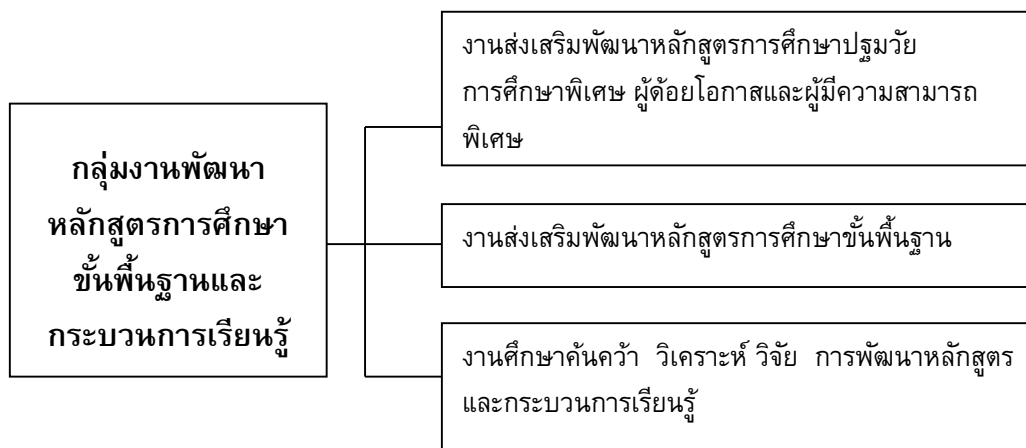 กลุ่มงานพัฒนา
หลักสูตรการศึกษา
ขั้นพื้นฐานและ
กระบวนการเรียนรู้
งานส่งเสริมพัฒนาหลักสูตรการศึกษาปฐมวัย
การศึกษาพิเศษ ผู้ด้อยโอกาสและผู้มีความสามารถ
พิเศษ
งานส่งเสริมพัฒนาหลักสูตรการศึกษาขั้นพื้นฐาน
งานศึกษาค้นคว้า วิเคราะห์ วิจัย การพัฒนาหลักสูตร
และกระบวนการเรียนรู้